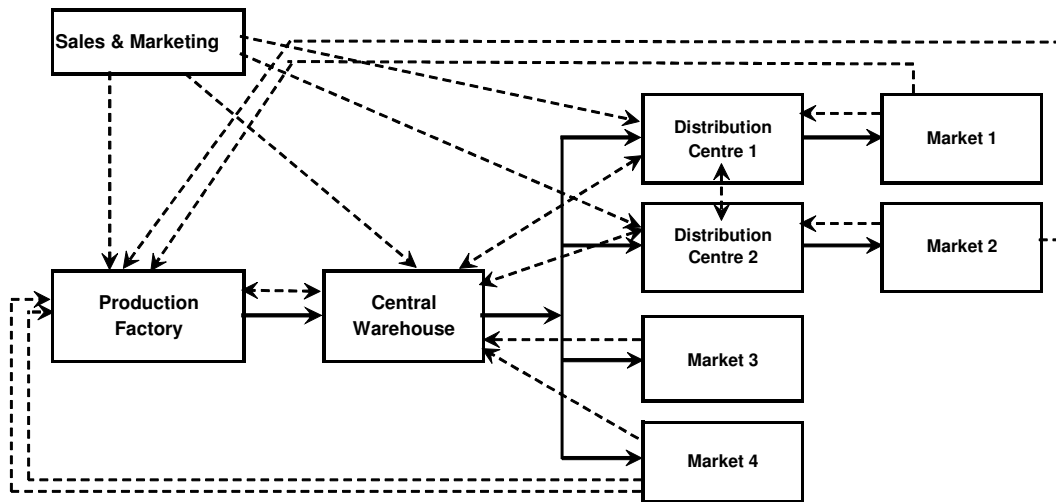 Sales & Marketing
Distribution
Centre 1
Market 1
Distribution
Centre 2
Market 2
Production
Factory
Central
Warehouse
Market 3
Market 4